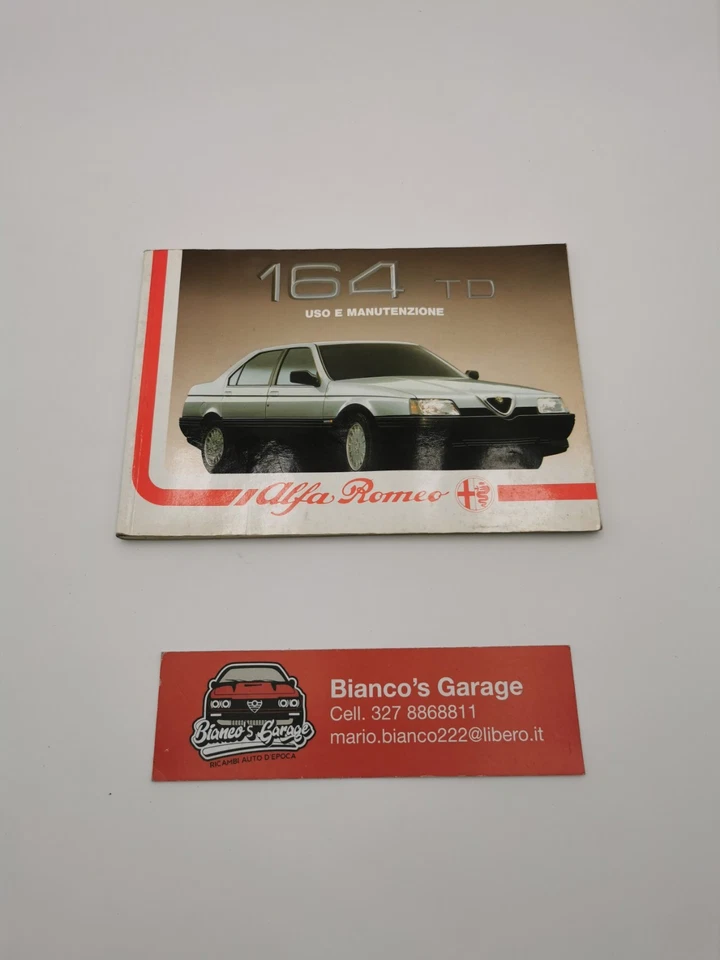 164 TD
USO E MANUTENZIONE
Alfa Romeo
Bianco's Garage
RICAMBI AUTO D'EPOCA
Bianco's Garage
Cell. 327 8868811
mario.bianco222@libero.it